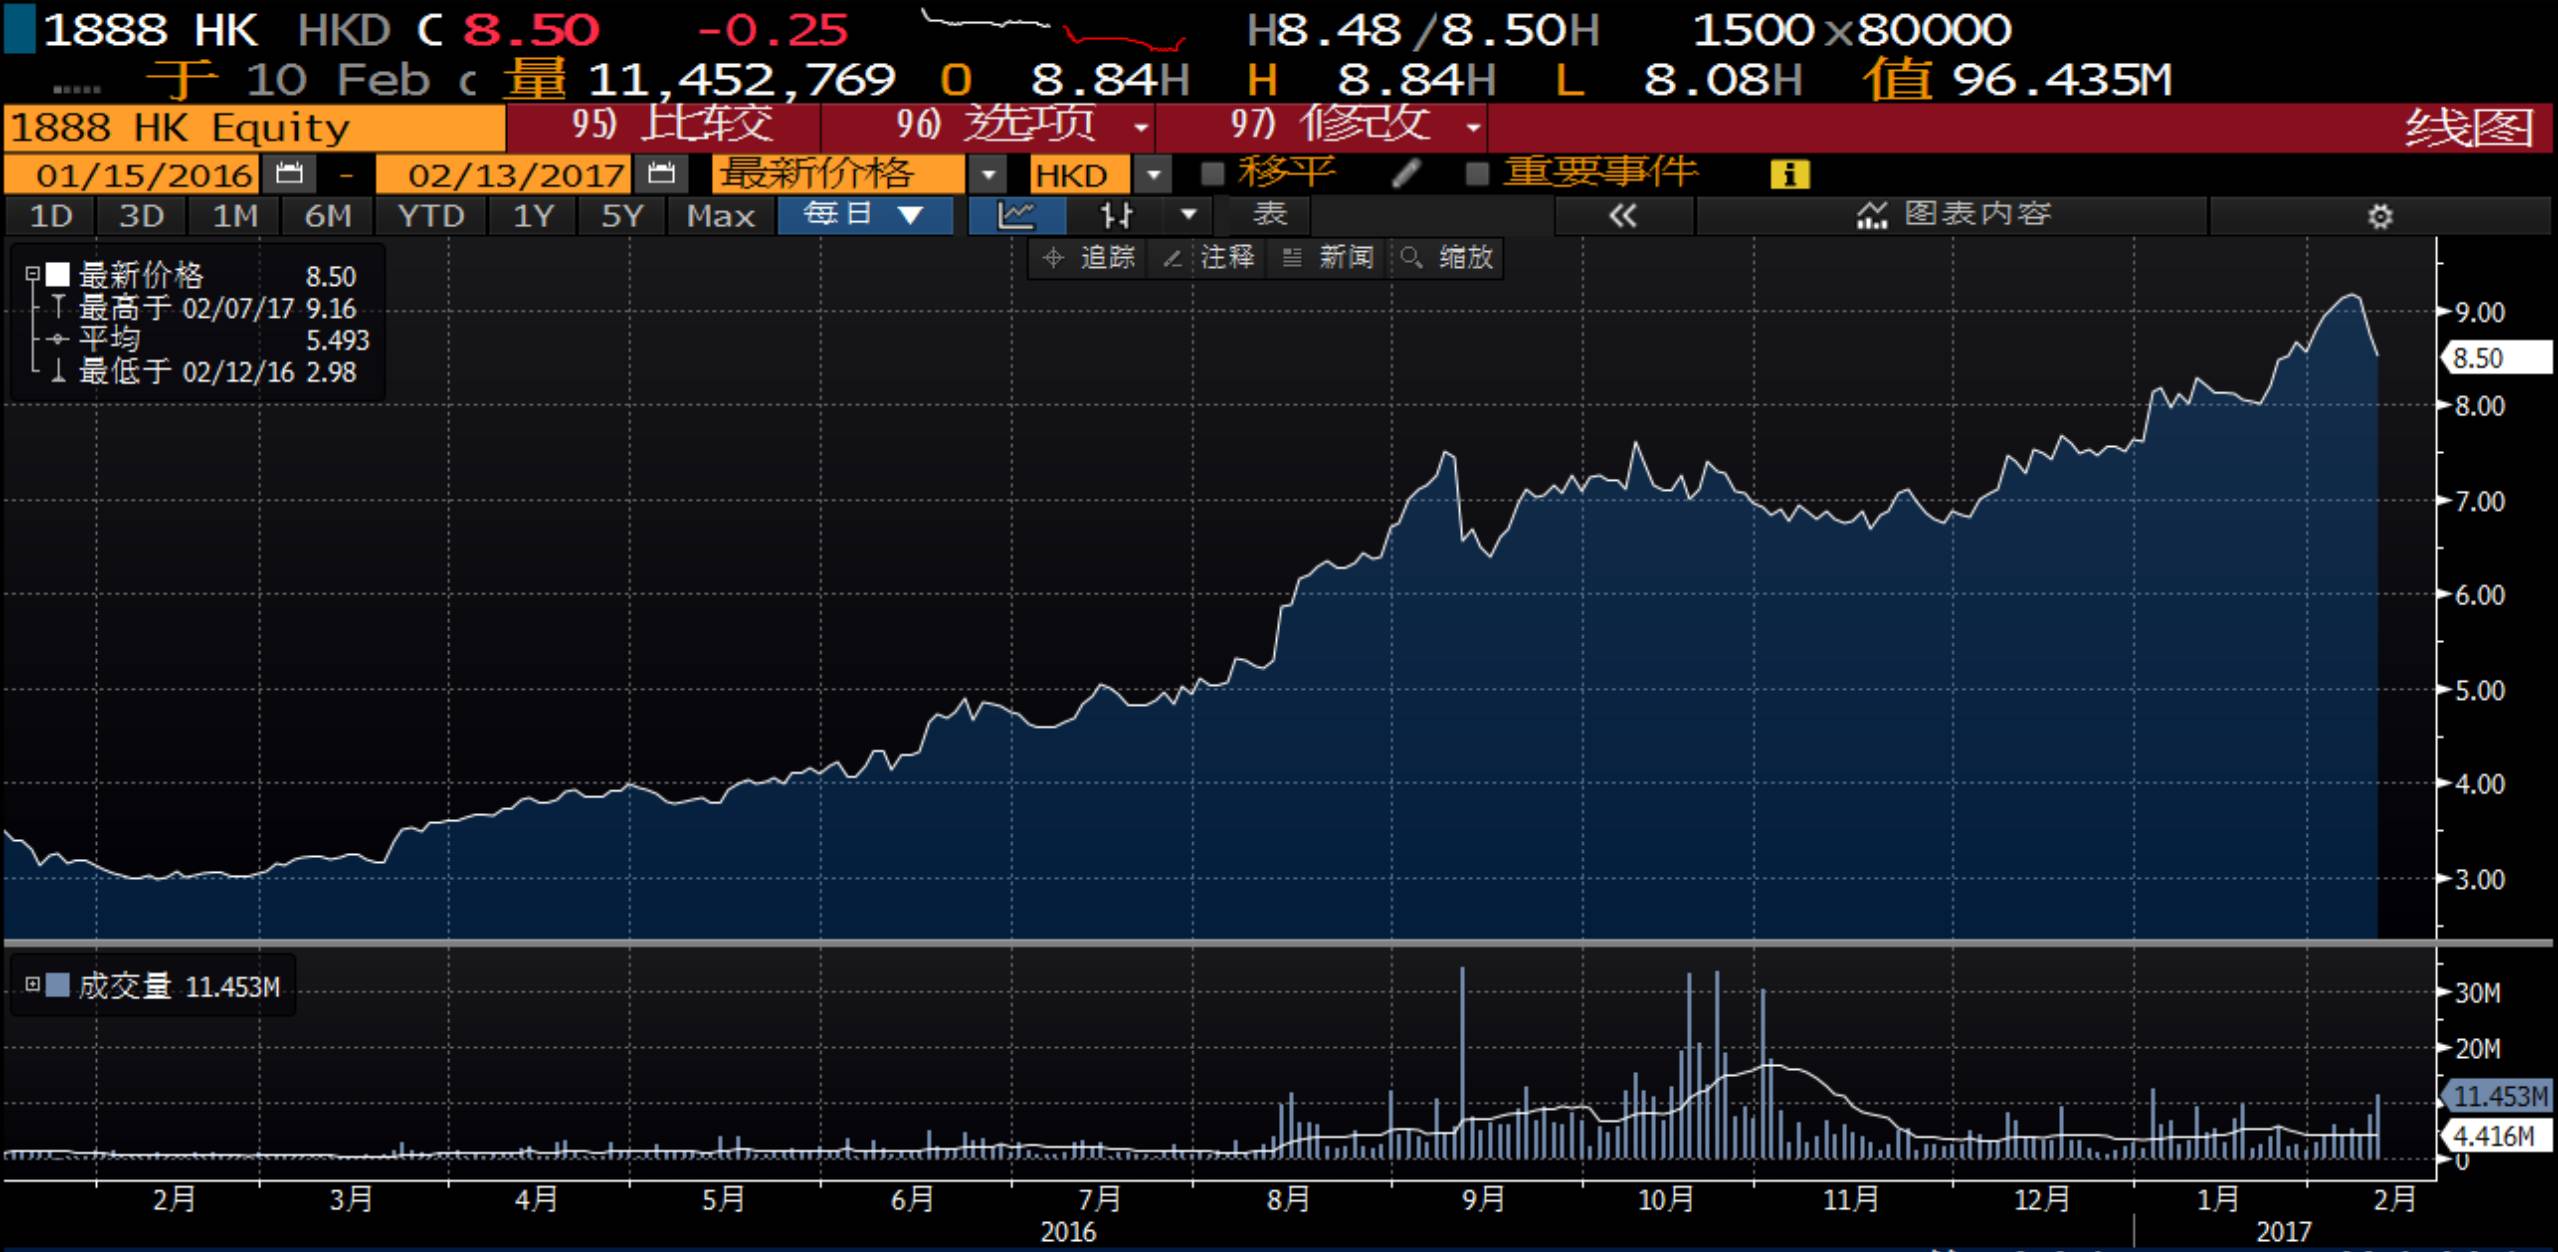 1888 HK HKD C 8.50 -0.25 H8.48/8.50H 1500x80000
于 10 Feb 量 11,452,769 O 8.84H H 8.84H L 8.08H 值 96.435M
1888 HK Equity 95) 比较 96) 选项 97) 修改 线图
01/15/2016 - 02/13/2017 最新价格 HKD 移平 重要事件
1D 3D 1M 6M YTD 1Y 5Y Max 每日 表 图表内容
追踪 注释 新闻 缩放
最新价格 8.50
最高于 02/07/17 9.16
平均 5.493
最低于 02/12/16 2.98
9.00
8.50
8.00
7.00
6.00
5.00
4.00
3.00
成交量 11.453M
30M
20M
11.453M
4.416M
0
2月 3月 4月 5月 6月 7月 8月 9月 10月 11月 12月 1月 2月
2016 2017